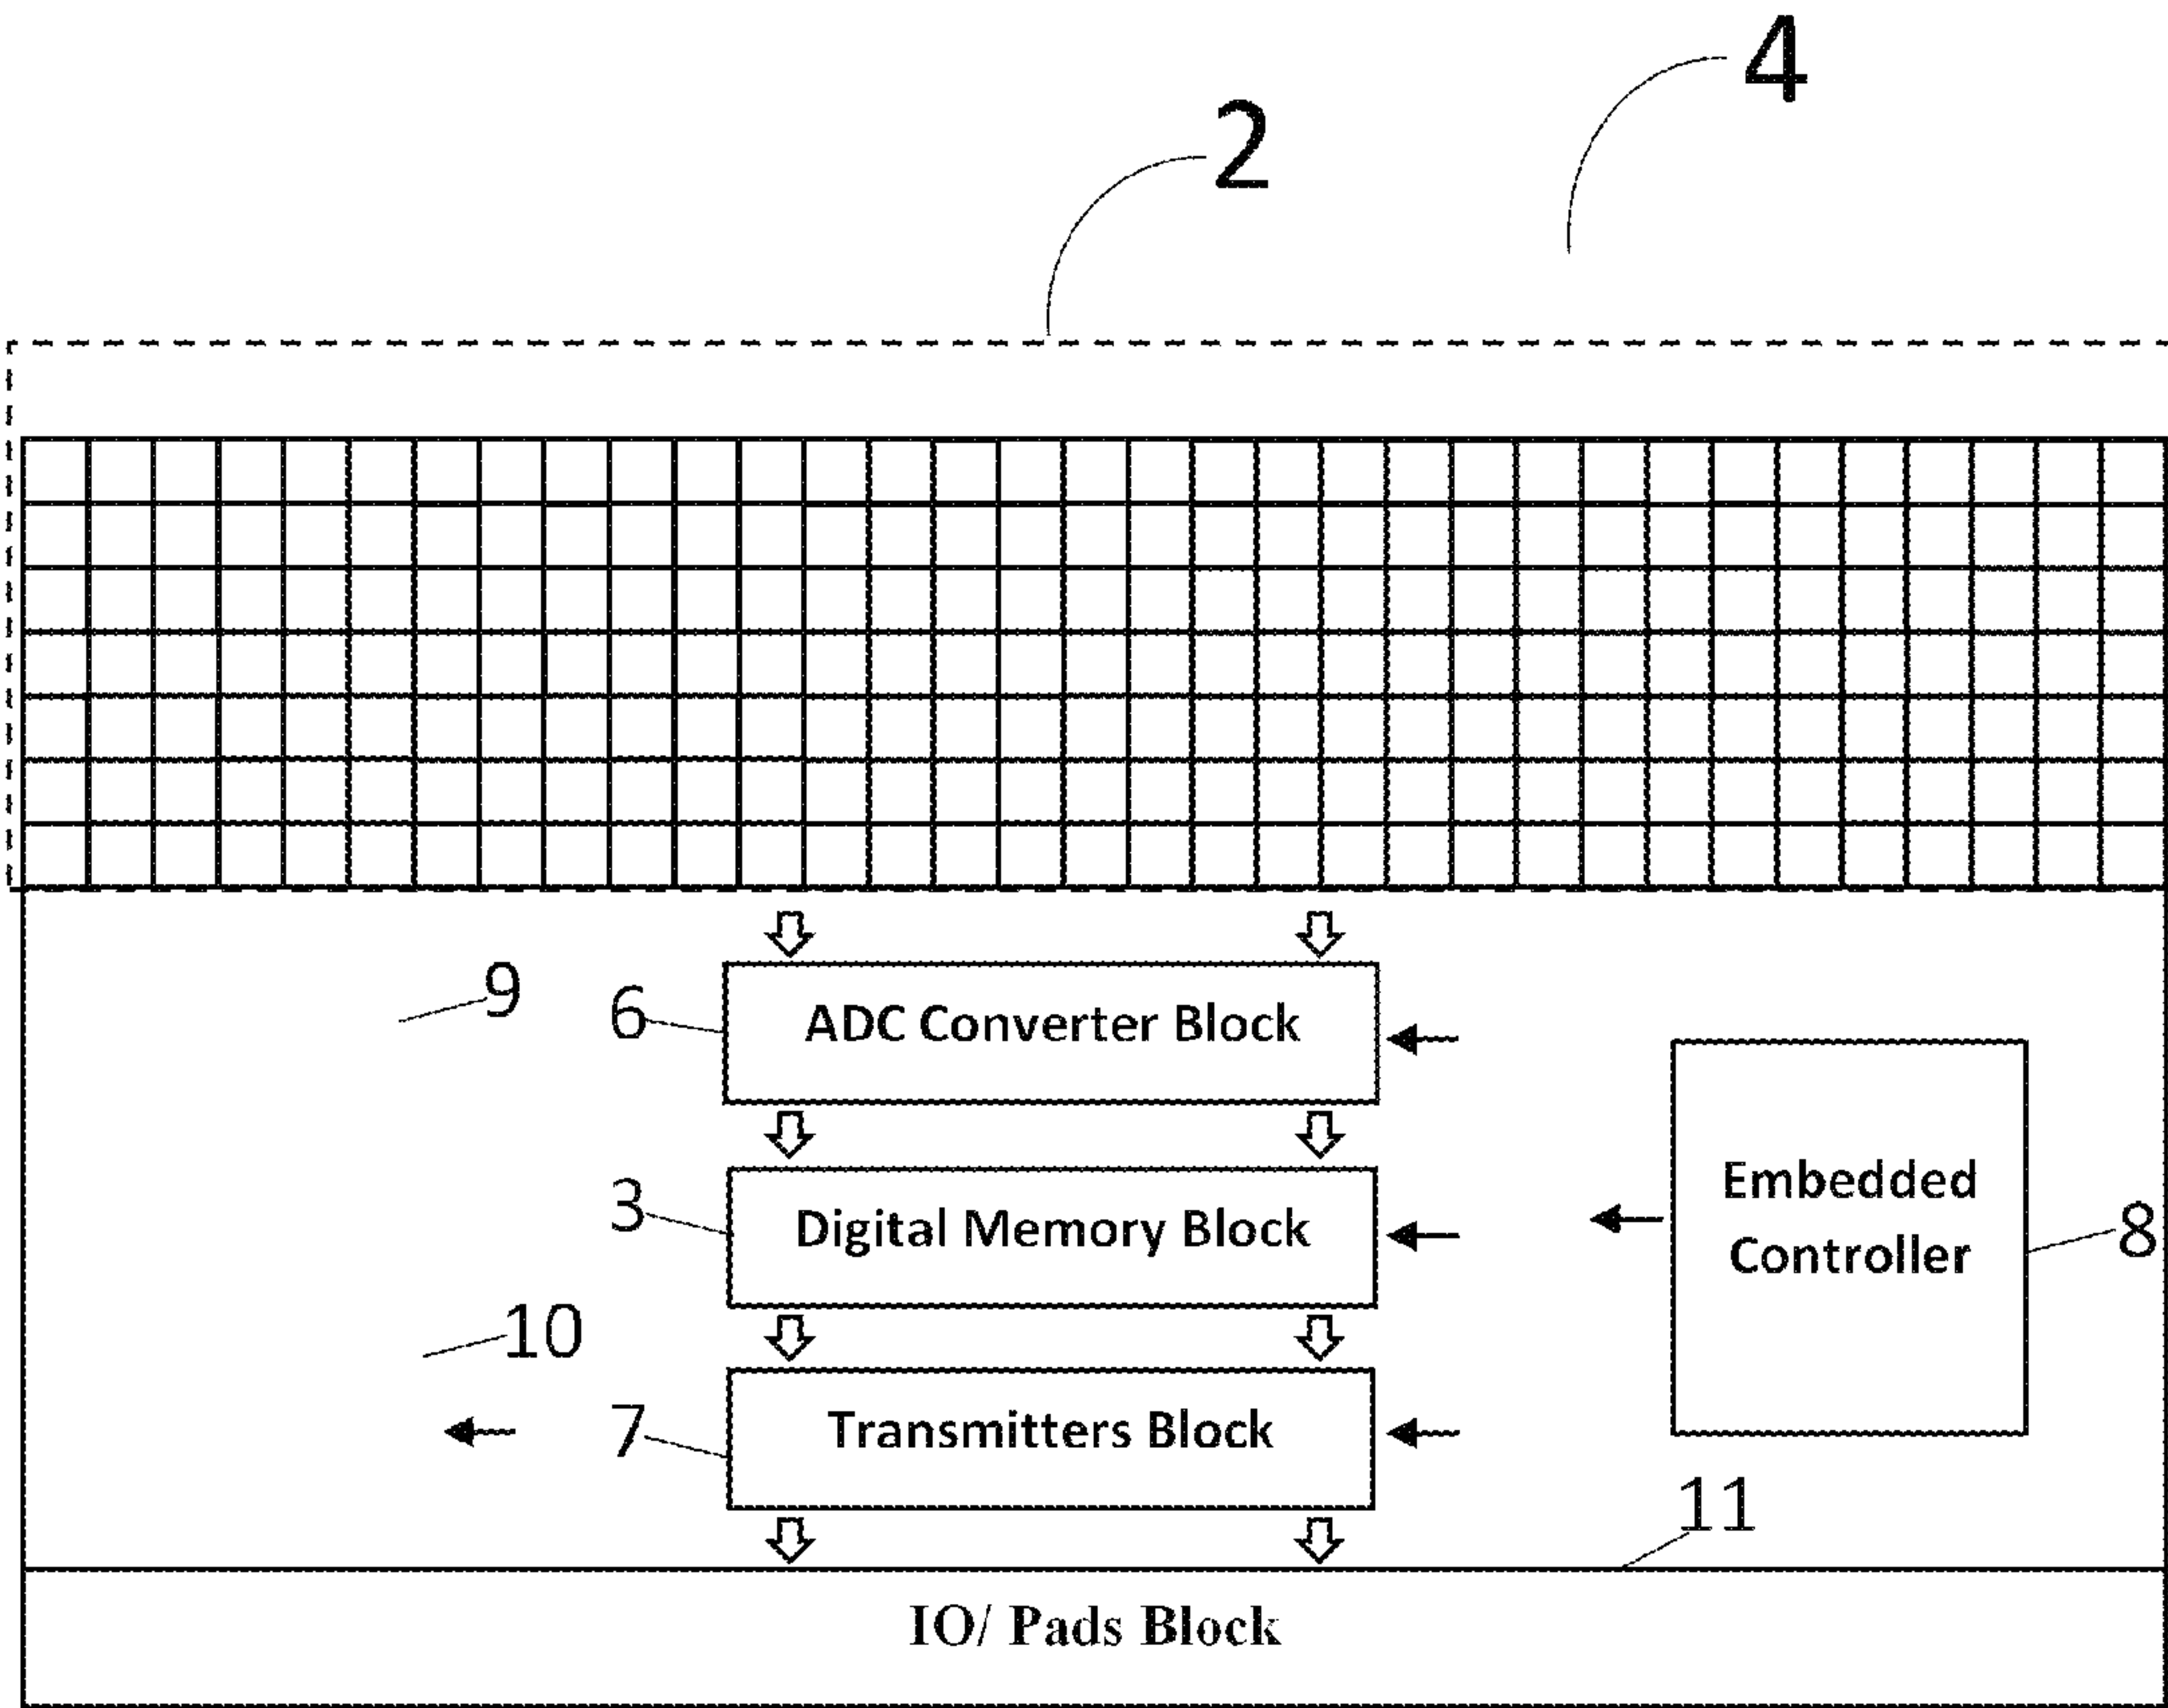 4
2
9
6
ADC Converter Block
3
Digital Memory Block
Embedded
Controller
8
10
7
Transmitters Block
11
IO/ Pads Block